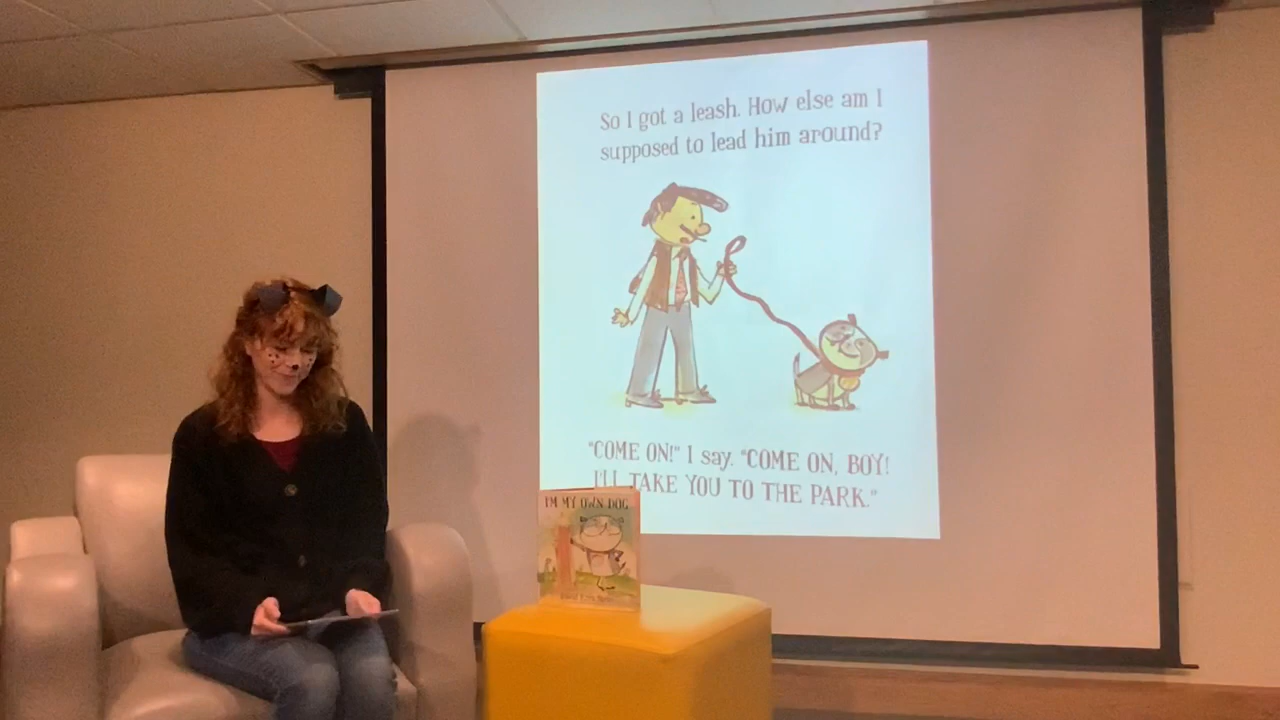 So I got a leash. How else am I
supposed to lead him around?
"COME ON!" I say. "COME ON, BOY!
I'LL TAKE YOU TO THE PARK."
I'M MY OWN DOG